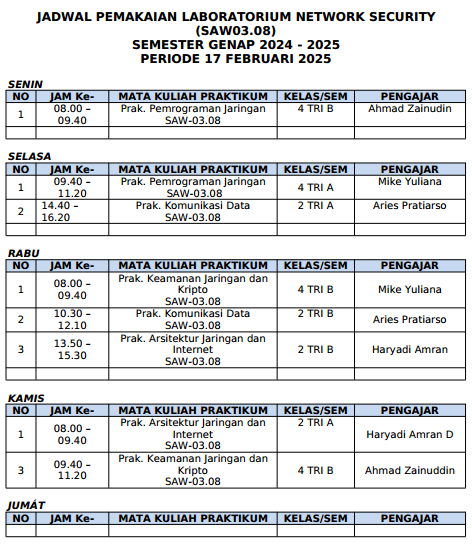 JADWAL PEMAKAIAN LABORATORIUM NETWORK SECURITY
(SAW03.08)
SEMESTER GENAP 2024 - 2025
PERIODE 17 FEBRUARI 2025
SENIN
NO JAM Ke- MATA KULIAH PRAKTIKUM KELAS/SEM PENGAJAR
1 08.00 – 09.40 Prak. Pemrograman Jaringan SAW-03.08 4 TRI B Ahmad Zainudin
SELASA
NO JAM Ke- MATA KULIAH PRAKTIKUM KELAS/SEM PENGAJAR
1 09.40 – 11.20 Prak. Pemrograman Jaringan SAW-03.08 4 TRI A Mike Yuliana
2 14.40 – 16.20 Prak. Komunikasi Data SAW-03.08 2 TRI A Aries Pratiarso
RABU
NO JAM Ke- MATA KULIAH PRAKTIKUM KELAS/SEM PENGAJAR
1 08.00 – 09.40 Prak. Keamanan Jaringan dan Kripto SAW-03.08 4 TRI B Mike Yuliana
2 10.30 – 12.10 Prak. Komunikasi Data SAW-03.08 2 TRI B Aries Pratiarso
3 13.50 – 15.30 Prak. Arsitektur Jaringan dan Internet SAW-03.08 2 TRI B Haryadi Amran
KAMIS
NO JAM Ke- MATA KULIAH PRAKTIKUM KELAS/SEM PENGAJAR
1 08.00 – 09.40 Prak. Arsitektur Jaringan dan Internet SAW-03.08 2 TRI A Haryadi Amran D
3 09.40 – 11.20 Prak. Keamanan Jaringan dan Kripto SAW-03.08 4 TRI B Ahmad Zainuddin
JUMÁT
NO JAM Ke- MATA KULIAH PRAKTIKUM KELAS/SEM PENGAJAR